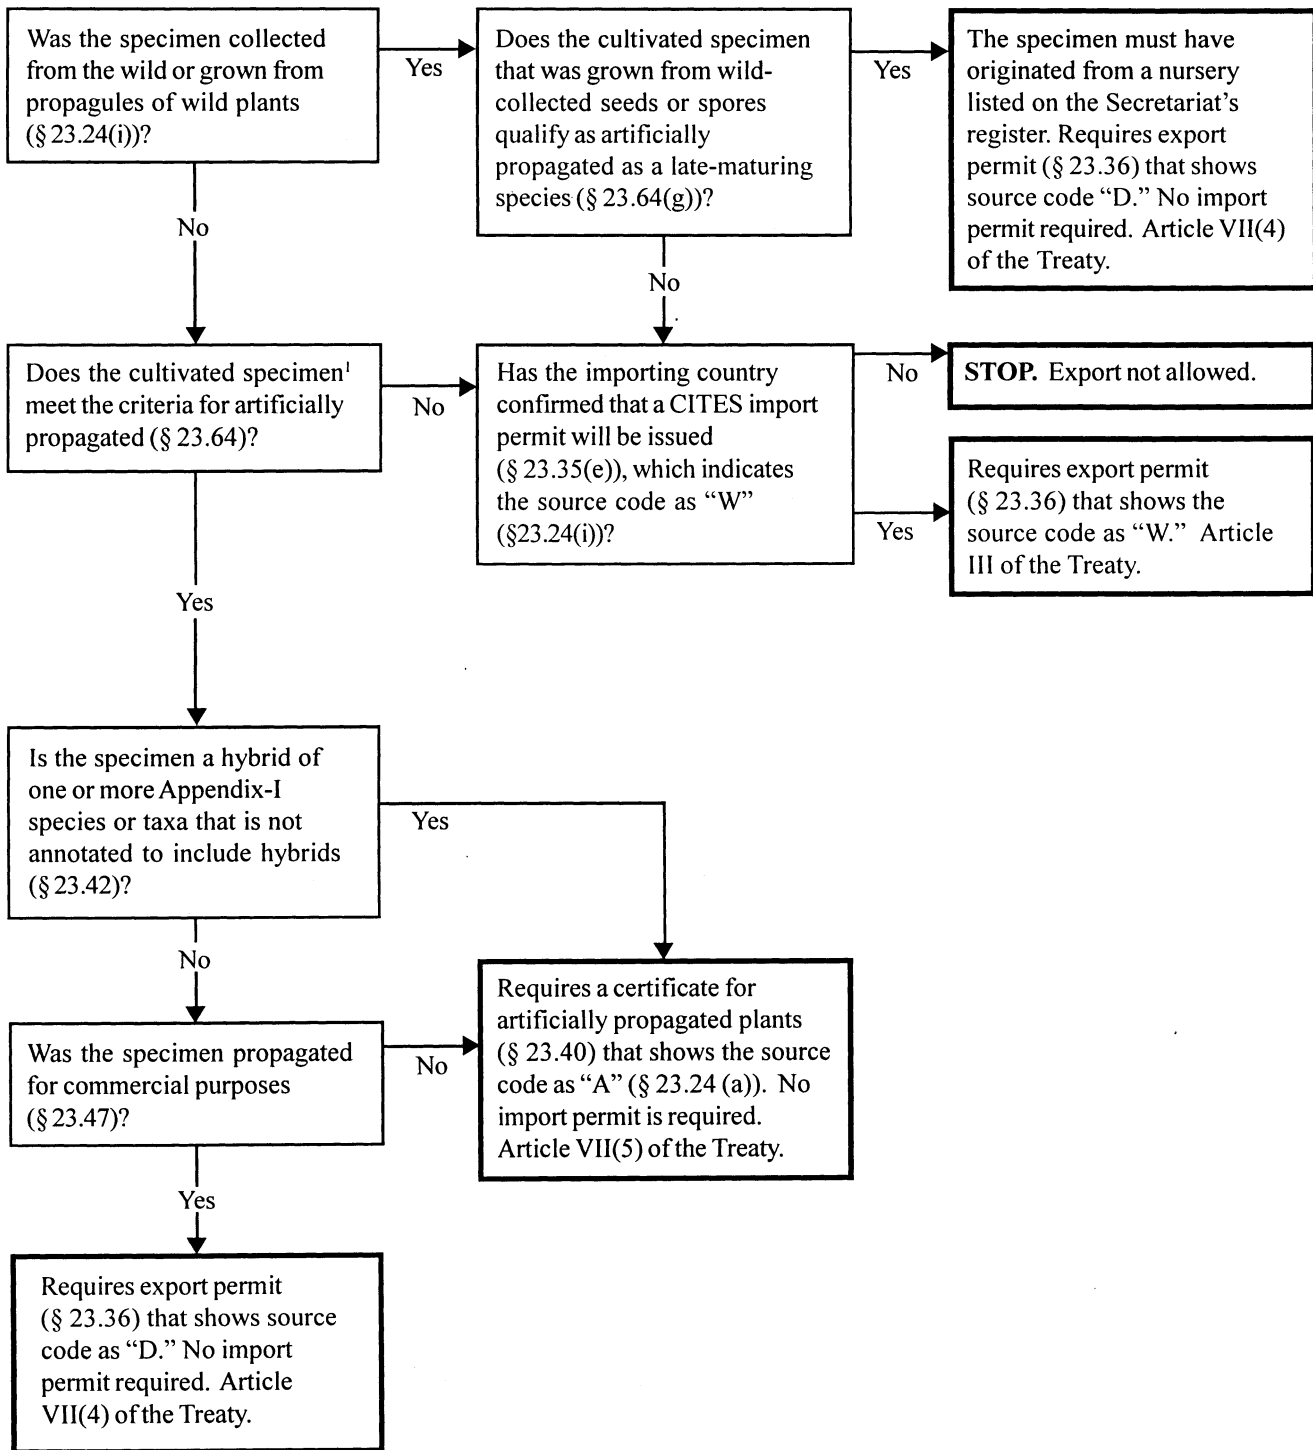 Was the specimen collected
from the wild or grown from
propagules of wild plants
(§ 23.24(i))?
Yes
Does the cultivated specimen
that was grown from wild-
collected seeds or spores
qualify as artificially
propagated as a late-maturing
species (§ 23.64(g))?
Yes
The specimen must have
originated from a nursery
listed on the Secretariat's
register. Requires export
permit (§ 23.36) that shows
source code “D.” No import
permit required. Article VII(4)
of the Treaty.
No
No
Does the cultivated specimen¹
meet the criteria for artificially
propagated (§ 23.64)?
No
Has the importing country
confirmed that a CITES import
permit will be issued
(§ 23.35(e)), which indicates
the source code as “W”
(§23.24(i))?
No
STOP. Export not allowed.
Yes
Requires export permit
(§ 23.36) that shows the
source code as “W.” Article
III of the Treaty.
Yes
Is the specimen a hybrid of
one or more Appendix-I
species or taxa that is not
annotated to include hybrids
(§ 23.42)?
Yes
No
Was the specimen propagated
for commercial purposes
(§ 23.47)?
No
Requires a certificate for
artificially propagated plants
(§ 23.40) that shows the source
code as “A” (§ 23.24 (a)). No
import permit is required.
Article VII(5) of the Treaty.
Yes
Requires export permit
(§ 23.36) that shows source
code as “D.” No import
permit required. Article
VII(4) of the Treaty.